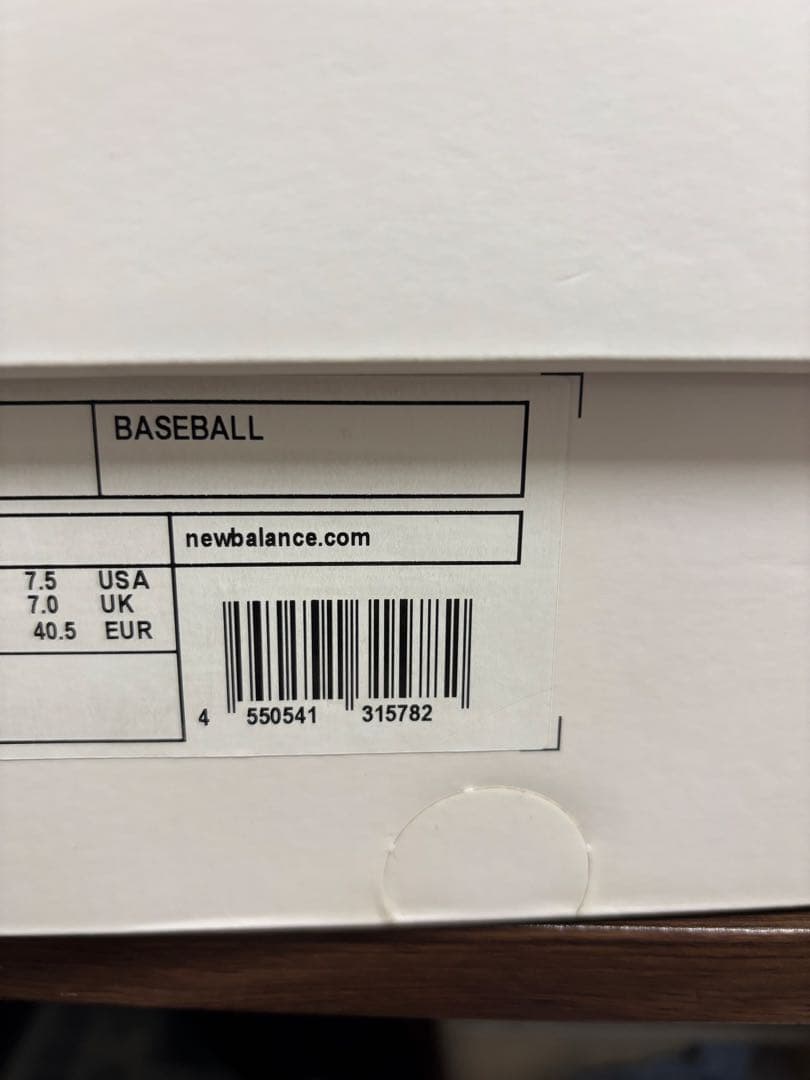 BASEBALL
newbalance.com
7.5 USA
7.0 UK
40.5 EUR
4 550541 315782